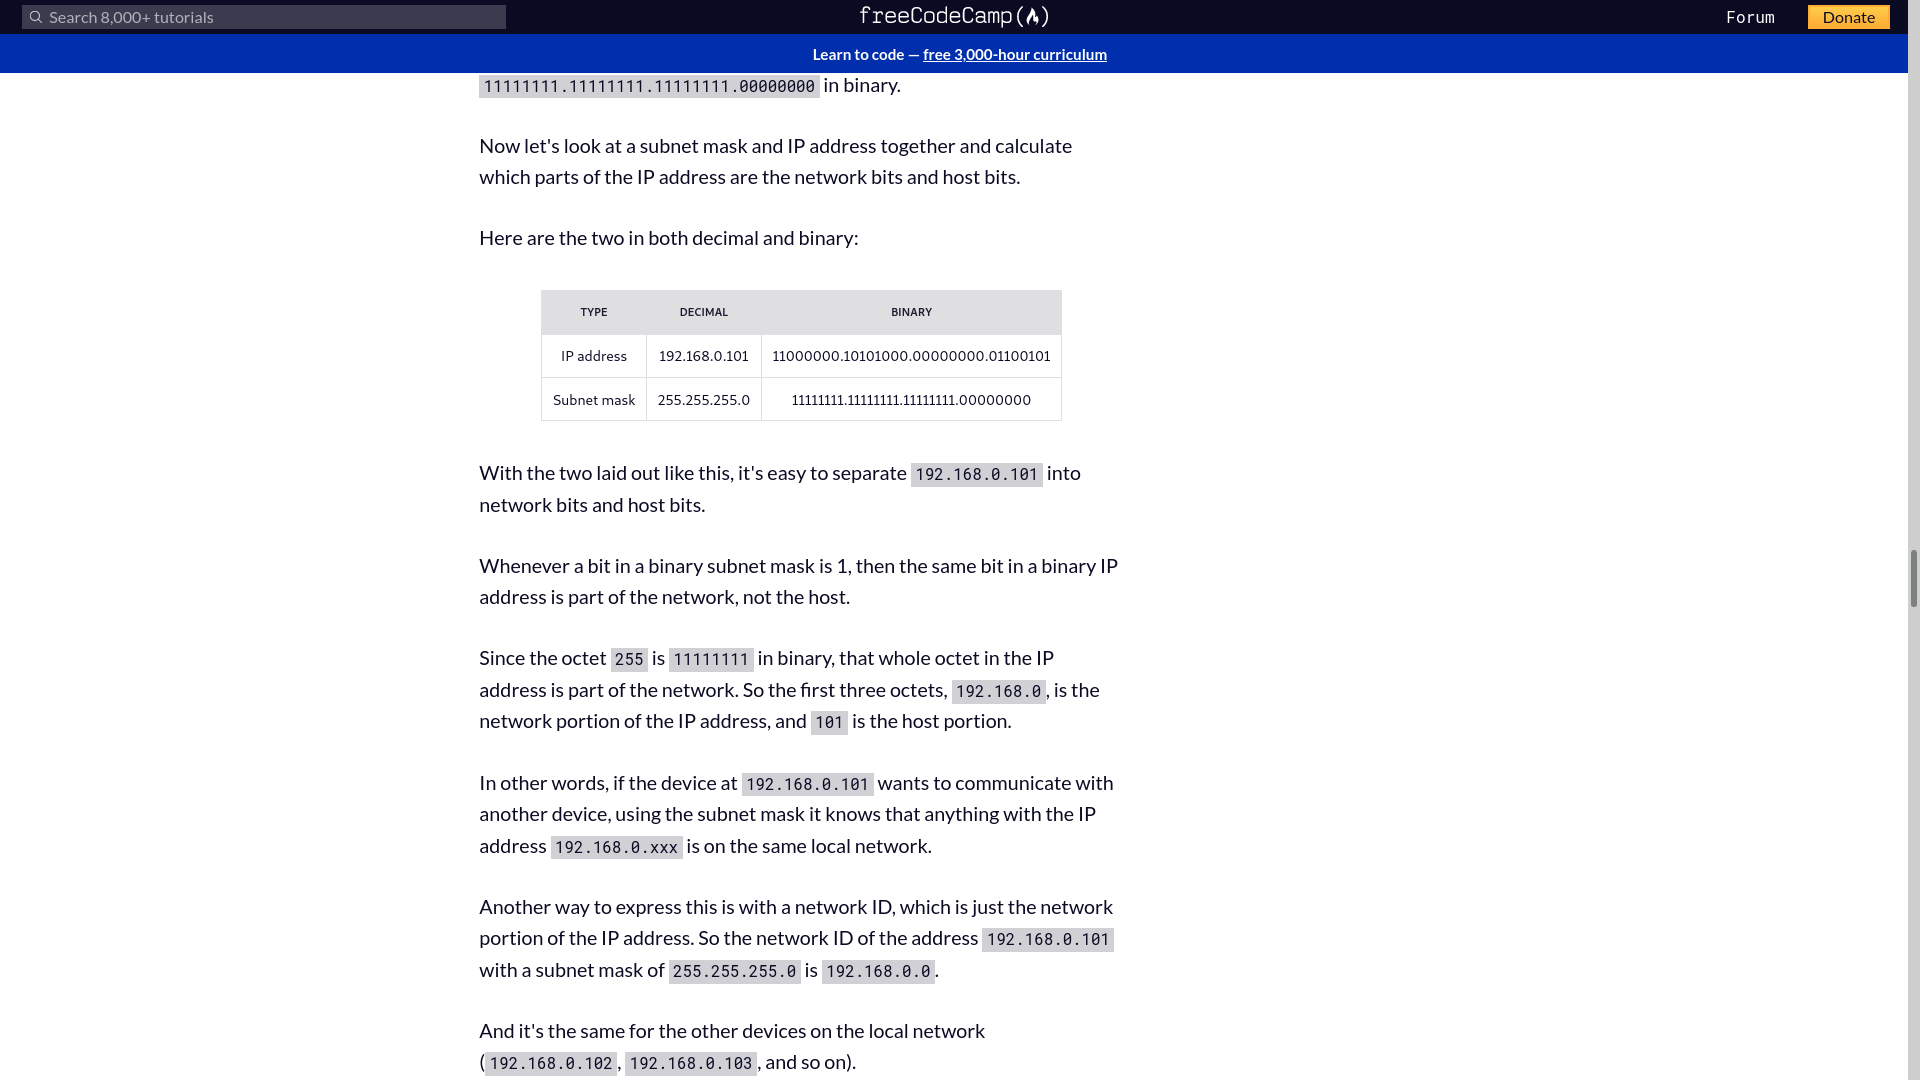 Search 8,000+ tutorials
freeCodeCamp(🔥)
Forum
Donate
Learn to code — free 3,000-hour curriculum
11111111.11111111.11111111.00000000 in binary.
Now let's look at a subnet mask and IP address together and calculate
which parts of the IP address are the network bits and host bits.
Here are the two in both decimal and binary:
TYPE DECIMAL BINARY
IP address 192.168.0.101 11000000.10101000.00000000.01100101
Subnet mask 255.255.255.0 11111111.11111111.11111111.00000000
With the two laid out like this, it's easy to separate 192.168.0.101 into
network bits and host bits.
Whenever a bit in a binary subnet mask is 1, then the same bit in a binary IP
address is part of the network, not the host.
Since the octet 255 is 11111111 in binary, that whole octet in the IP
address is part of the network. So the first three octets, 192.168.0, is the
network portion of the IP address, and 101 is the host portion.
In other words, if the device at 192.168.0.101 wants to communicate with
another device, using the subnet mask it knows that anything with the IP
address 192.168.0.xxx is on the same local network.
Another way to express this is with a network ID, which is just the network
portion of the IP address. So the network ID of the address 192.168.0.101
with a subnet mask of 255.255.255.0 is 192.168.0.0.
And it's the same for the other devices on the local network
(192.168.0.102, 192.168.0.103, and so on).